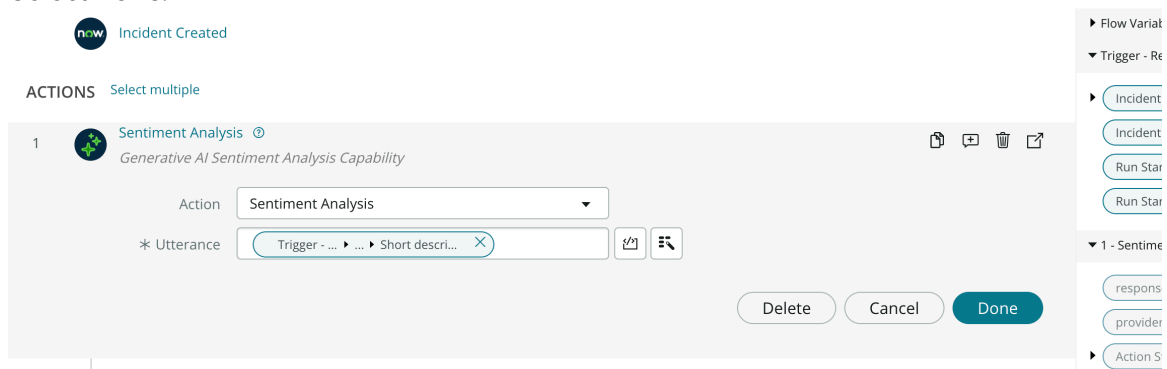 now
Incident Created
ACTIONS Select multiple
1
Sentiment Analysis
Generative AI Sentiment Analysis Capability
Action Sentiment Analysis
* Utterance Trigger - ... ▸ ... ▸ Short descri...
Delete Cancel Done
Flow Variab
Trigger - Re
Incident
Incident
Run Star
Run Star
1 - Sentime
respons
provider
Action S